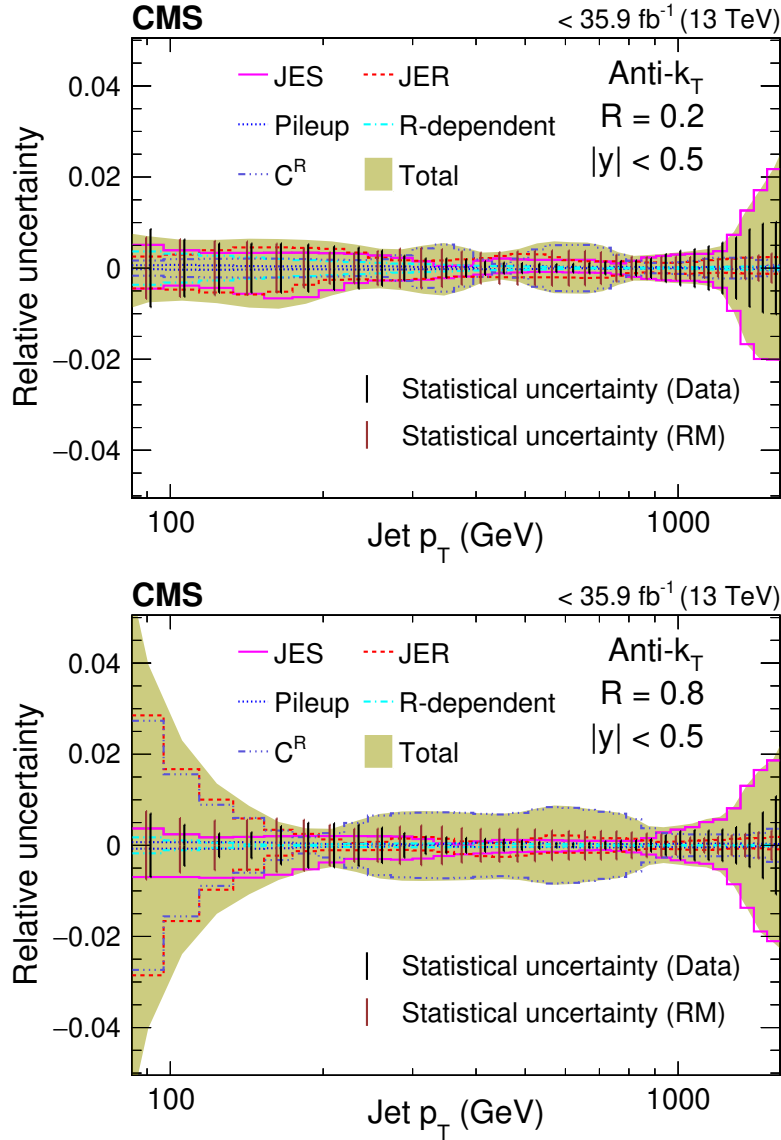 CMS < 35.9 fb⁻¹ (13 TeV)
JES JER Anti-k_T
Pileup R-dependent R = 0.2
C^R Total |y| < 0.5
0.04
0.02
0
−0.02
−0.04
Relative uncertainty
Statistical uncertainty (Data)
Statistical uncertainty (RM)
100 1000
Jet p_T (GeV)
CMS < 35.9 fb⁻¹ (13 TeV)
JES JER Anti-k_T
Pileup R-dependent R = 0.8
C^R Total |y| < 0.5
0.04
0.02
0
−0.02
−0.04
Relative uncertainty
Statistical uncertainty (Data)
Statistical uncertainty (RM)
100 1000
Jet p_T (GeV)